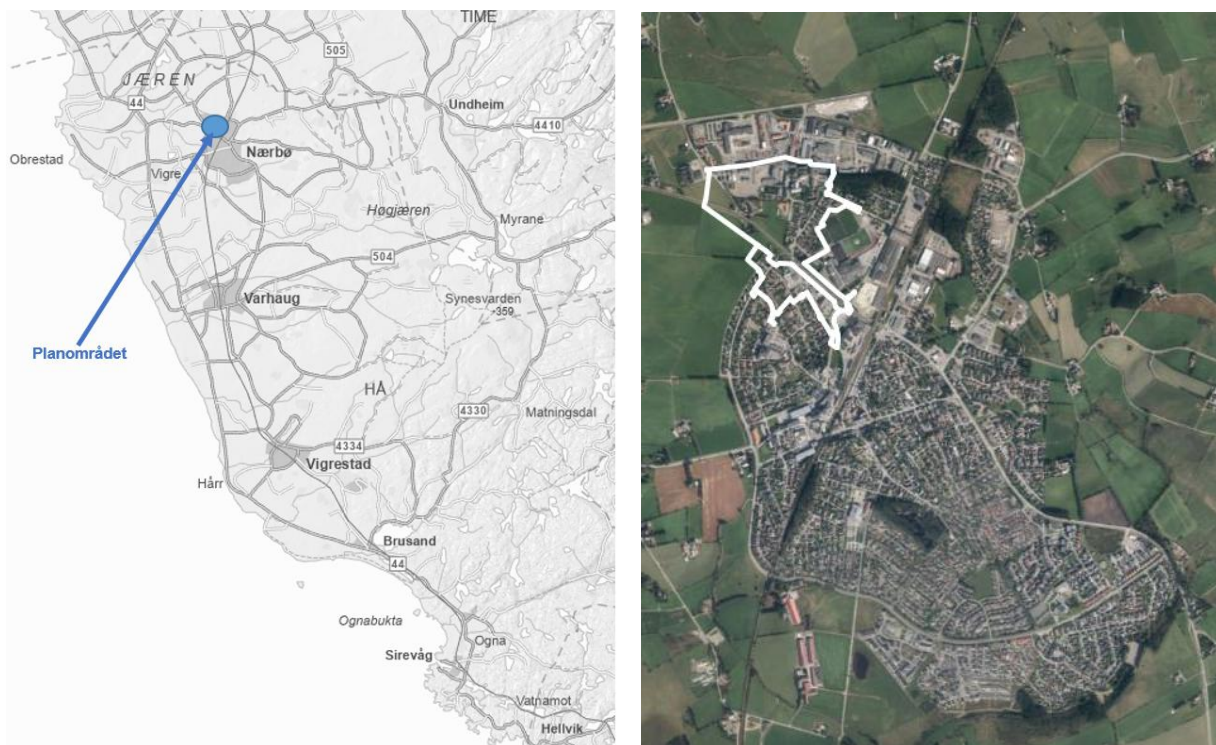 TIME
505
JÆREN
44
Undheim
4410
Obrestad
Nærbø
Vigre
Høgjæren
Myrane
504
Varhaug
Synesvarden
-359
Planområdet
HÅ
4330
Matningsdal
4334
Vigrestad
Hårr
Brusand
44
Ognabukta
Ogna
Sirevåg
Vatnamot
Hellvik